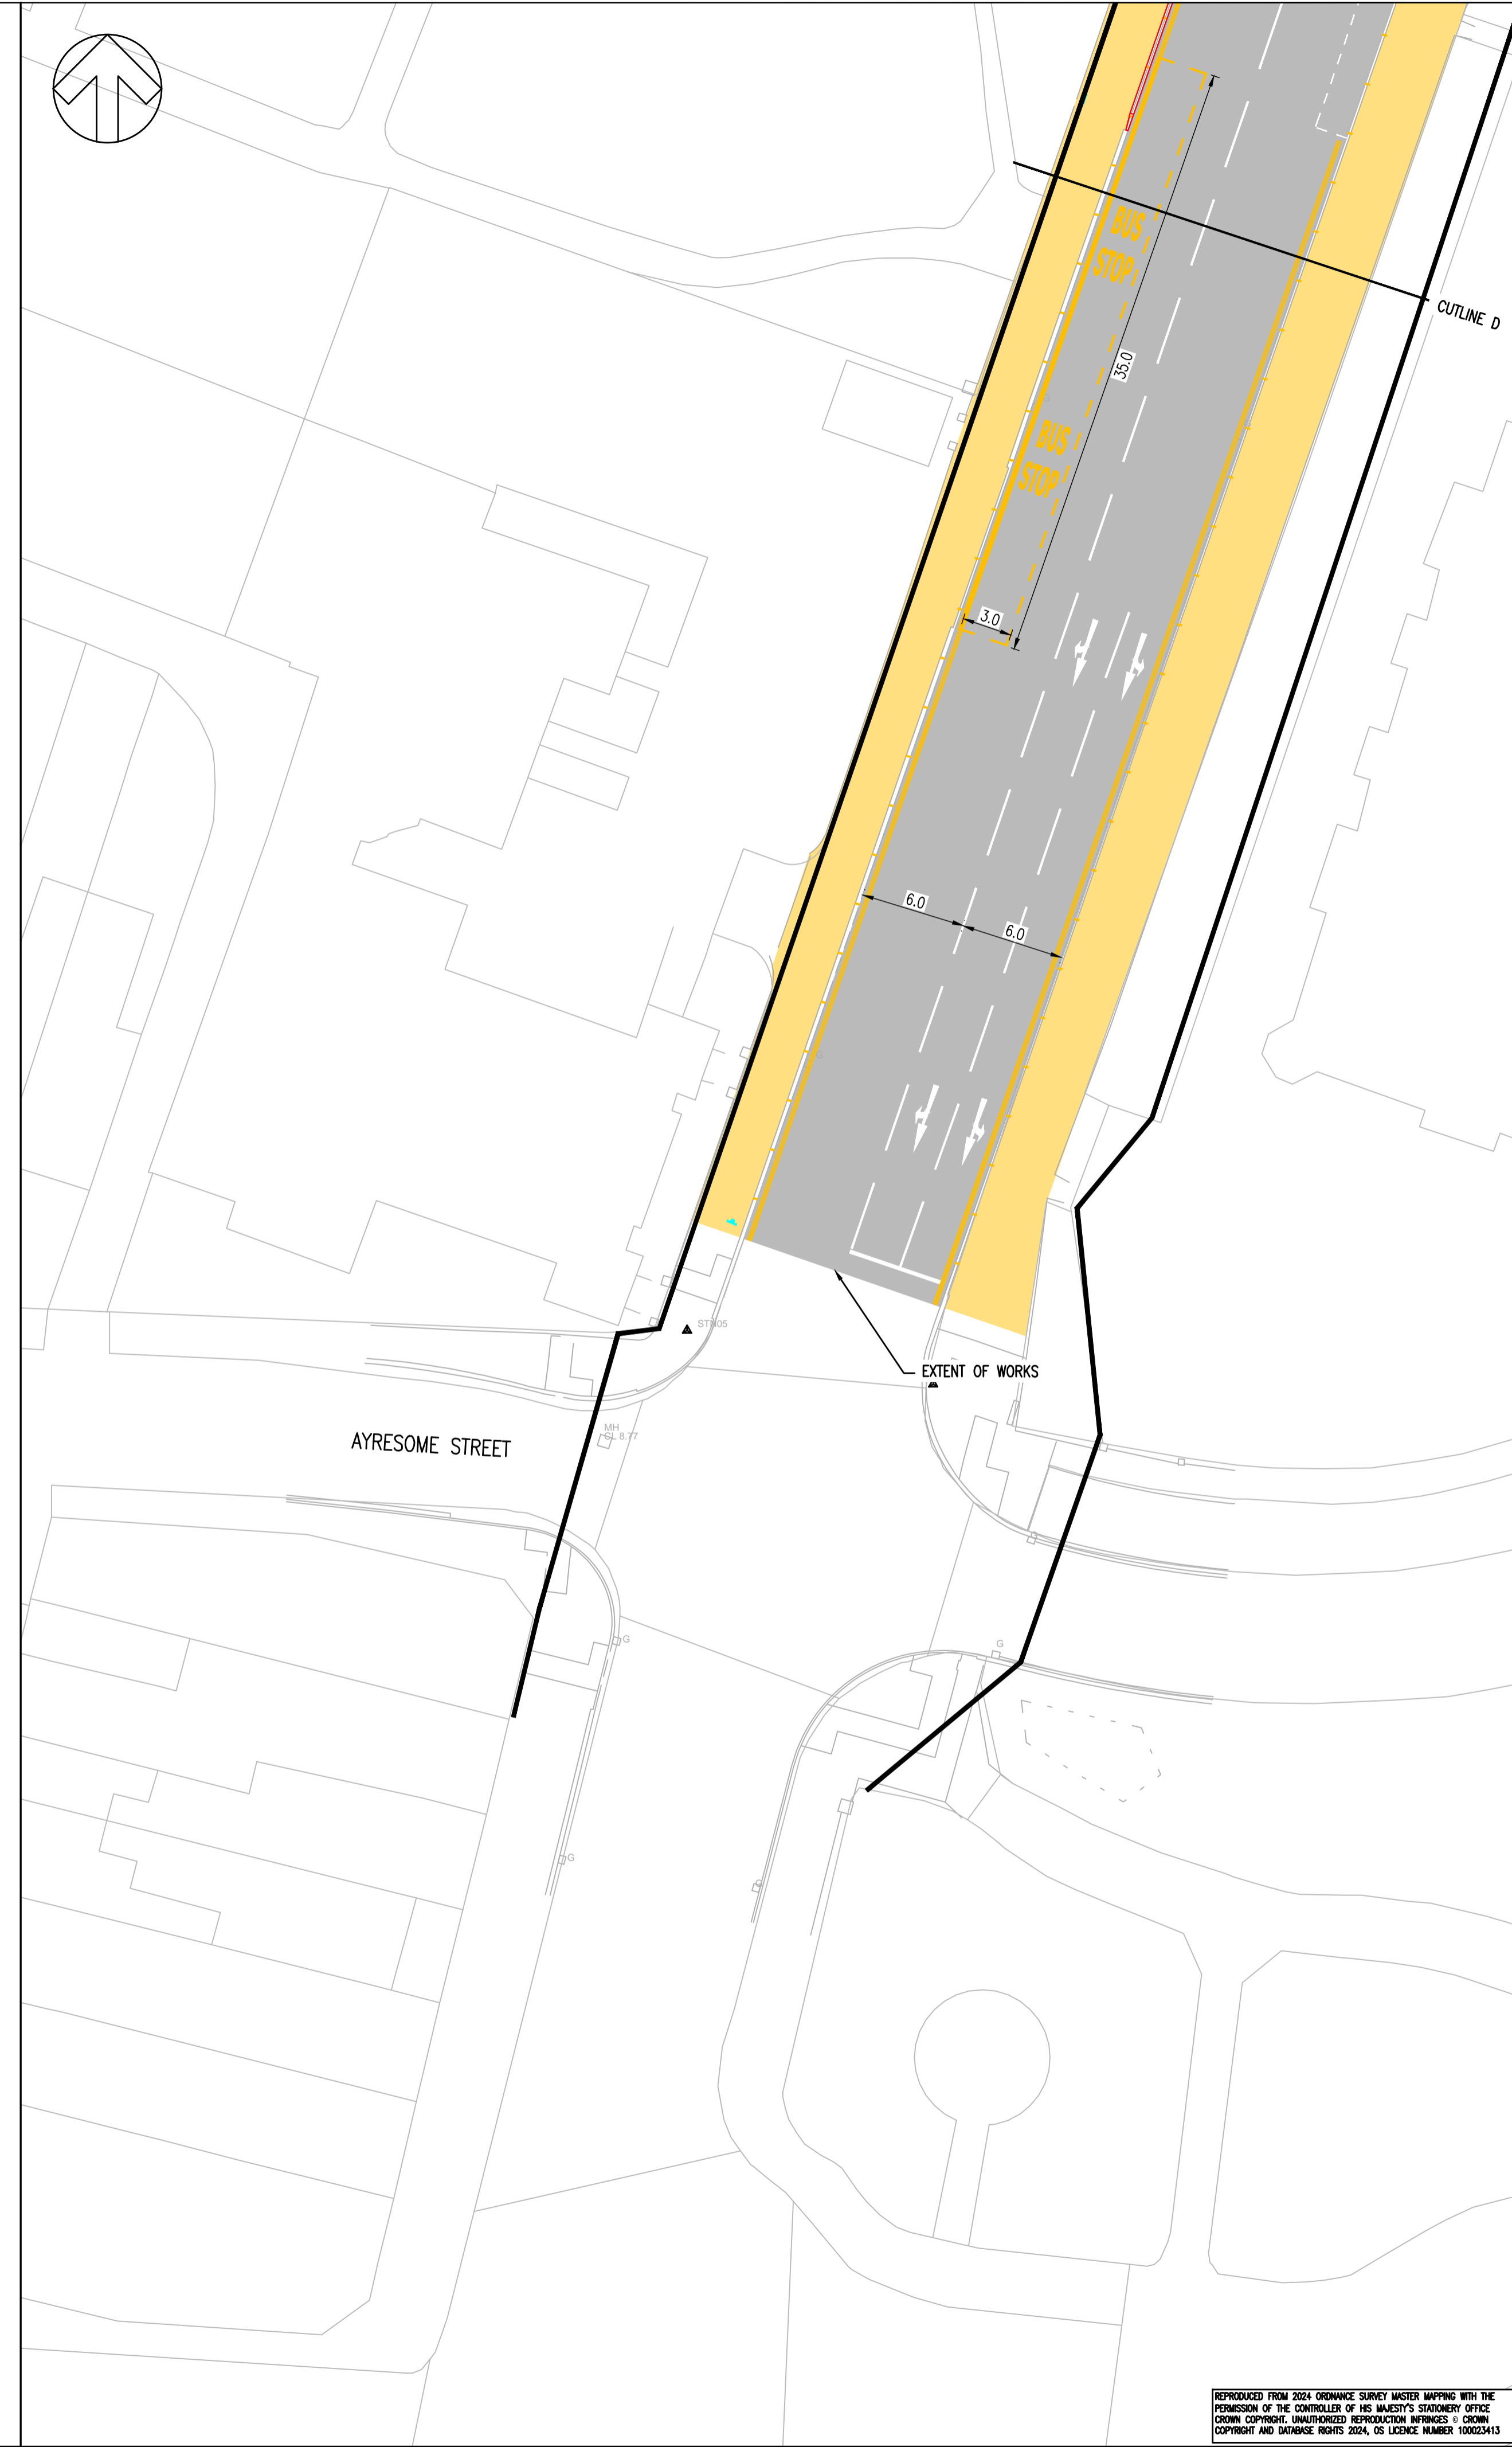 BUS
STOP
CUTLINE D
35.0
BUS
STOP
3.0
6.0
6.0
STN05
EXTENT OF WORKS
MH
CL 8.77
AYRESOME STREET
G
G
G
G
REPRODUCED FROM 2024 ORDNANCE SURVEY MASTER MAPPING WITH THE
PERMISSION OF THE CONTROLLER OF HIS MAJESTY'S STATIONERY OFFICE
CROWN COPYRIGHT. UNAUTHORIZED REPRODUCTION INFRINGES © CROWN
COPYRIGHT AND DATABASE RIGHTS 2024, OS LICENCE NUMBER 100023413